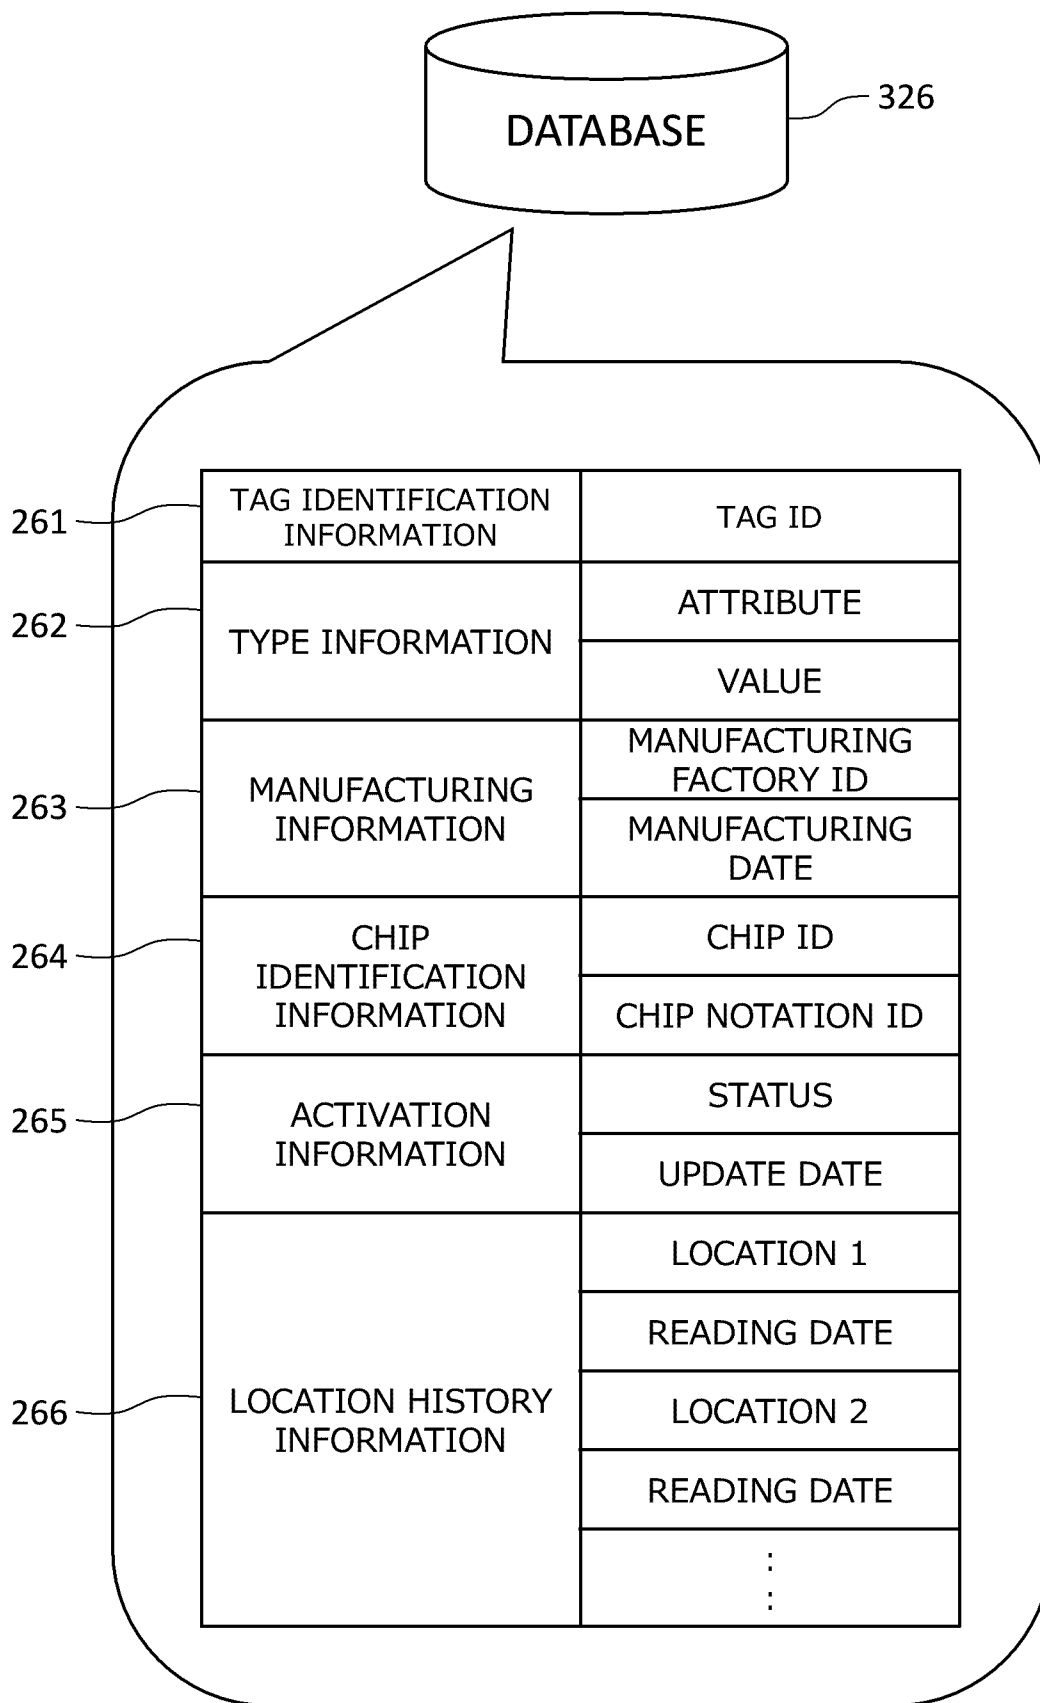 DATABASE
326
261
TAG IDENTIFICATION
INFORMATION
TAG ID
262
TYPE INFORMATION
ATTRIBUTE
VALUE
263
MANUFACTURING
INFORMATION
MANUFACTURING
FACTORY ID
MANUFACTURING
DATE
264
CHIP
IDENTIFICATION
INFORMATION
CHIP ID
CHIP NOTATION ID
265
ACTIVATION
INFORMATION
STATUS
UPDATE DATE
266
LOCATION HISTORY
INFORMATION
LOCATION 1
READING DATE
LOCATION 2
READING DATE
:
: